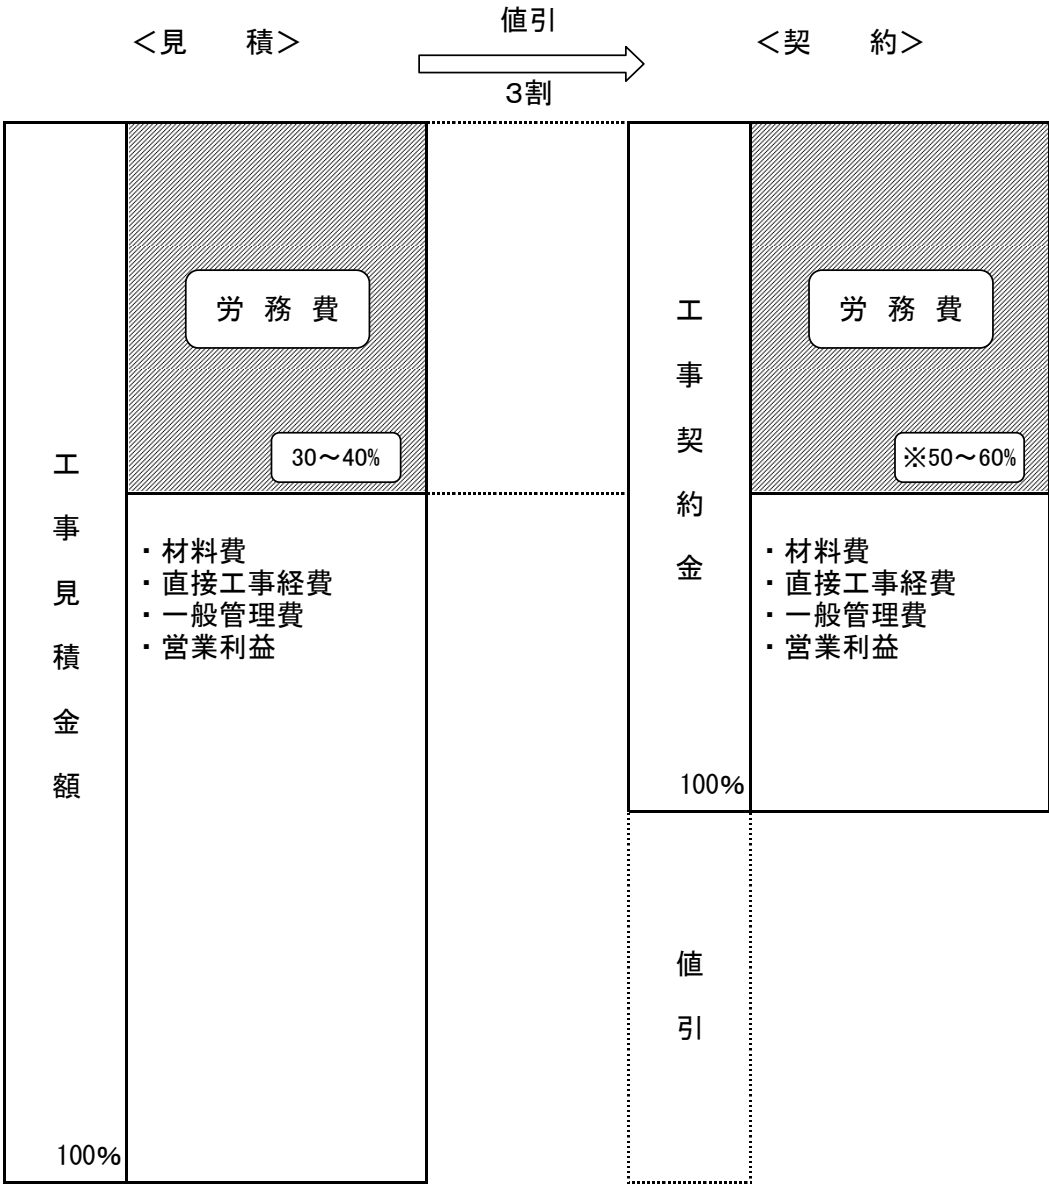 ＜見　積＞
値引
３割
＜契　約＞
工事見積金額
100%
労 務 費
30～40%
・材料費
・直接工事経費
・一般管理費
・営業利益
工事契約金
100%
労 務 費
※50～60%
・材料費
・直接工事経費
・一般管理費
・営業利益
値引